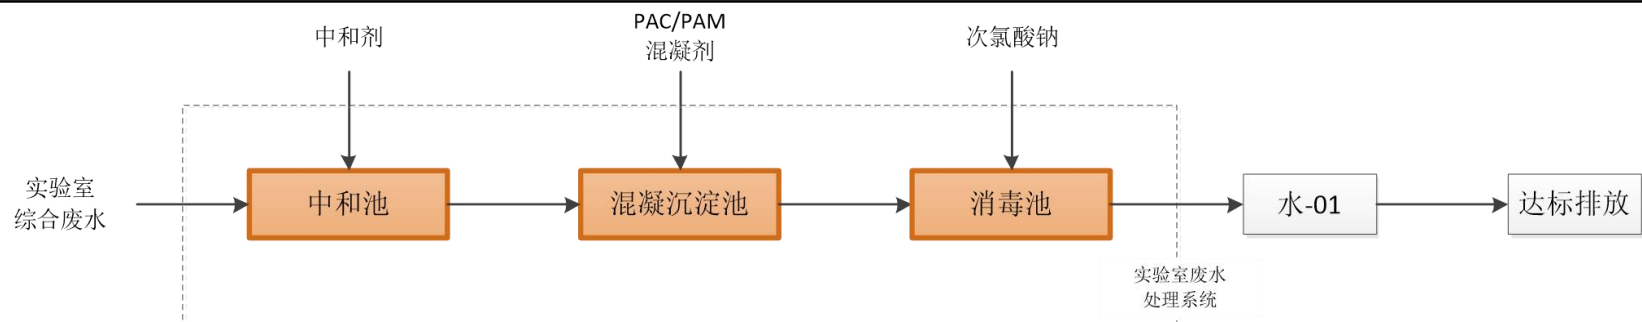 中和剂
PAC/PAM
混凝剂
次氯酸钠
实验室
综合废水
中和池
混凝沉淀池
消毒池
水-01
达标排放
实验室废水
处理系统